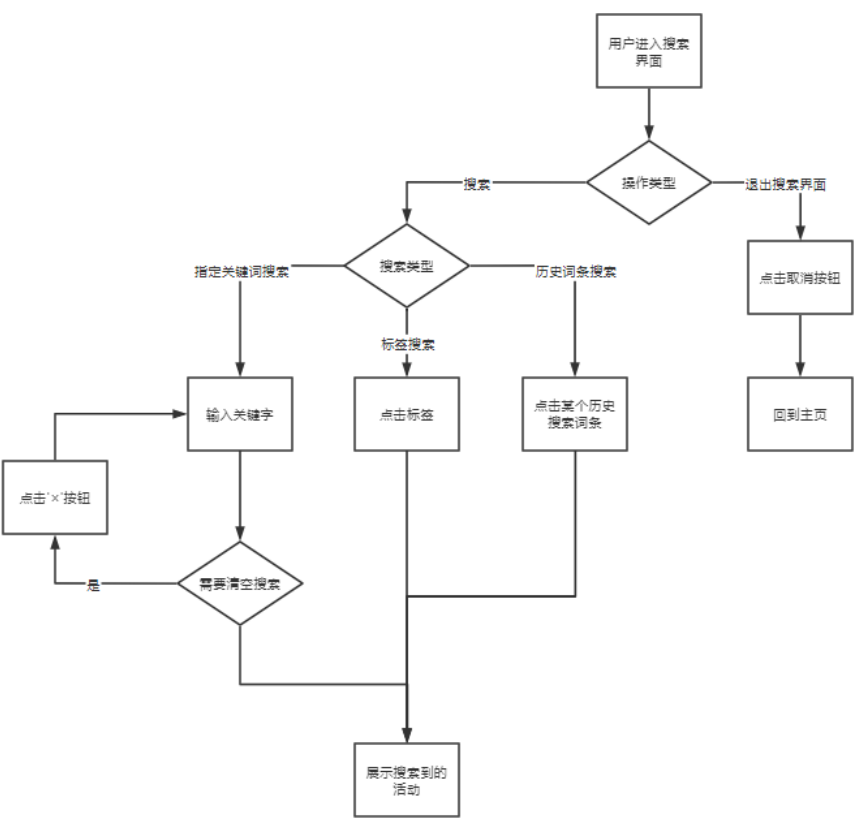 用户进入搜索
界面
操作类型
搜索
退出搜索界面
搜索类型
指定关键词搜索
历史词条搜索
点击取消按钮
标签搜索
输入关键字
点击标签
点击某个历史
搜索词条
回到主页
点击“×”按钮
需要清空搜索
是
展示搜索到的
活动